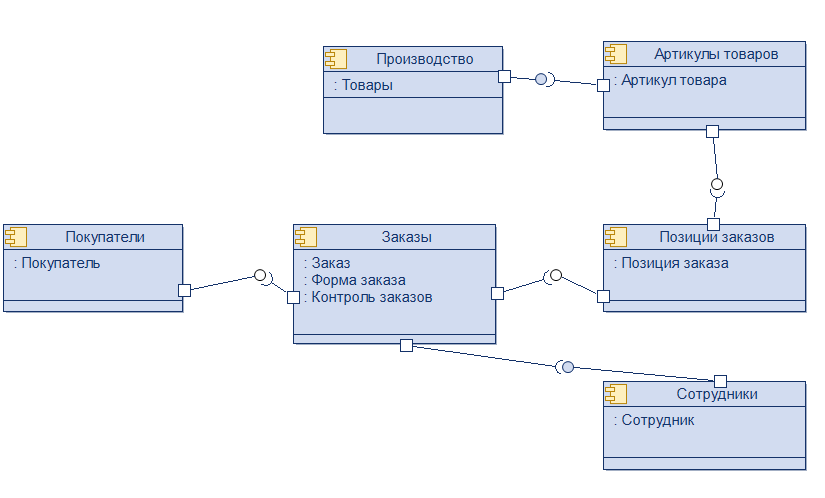 Производство
: Товары
Артикулы товаров
: Артикул товара
Покупатели
: Покупатель
Заказы
: Заказ
: Форма заказа
: Контроль заказов
Позиции заказов
: Позиция заказа
Сотрудники
: Сотрудник